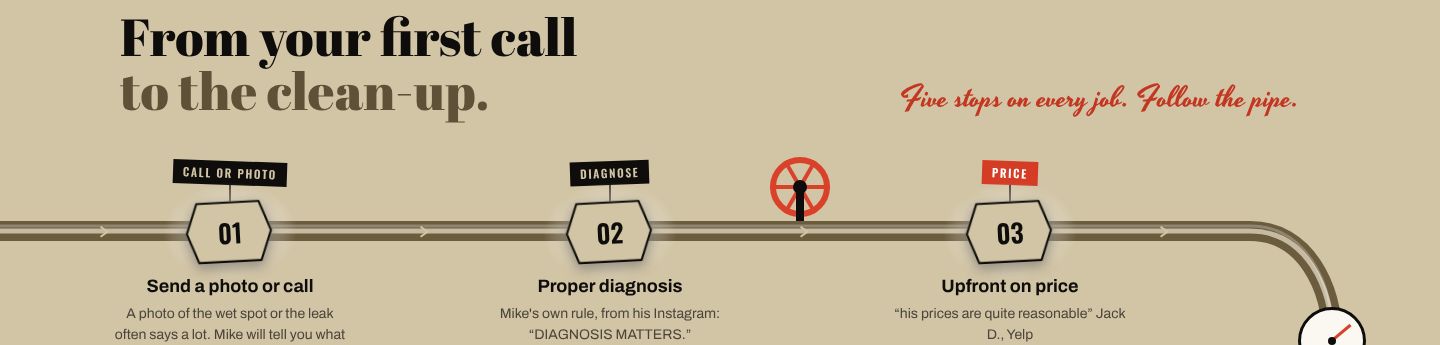 From your first call
to the clean-up.
Five stops on every job. Follow the pipe.
CALL OR PHOTO
DIAGNOSE
PRICE
01
02
03
Send a photo or call
A photo of the wet spot or the leak
often says a lot. Mike will tell you what
Proper diagnosis
Mike's own rule, from his Instagram:
“DIAGNOSIS MATTERS.”
Upfront on price
“his prices are quite reasonable” Jack
D., Yelp